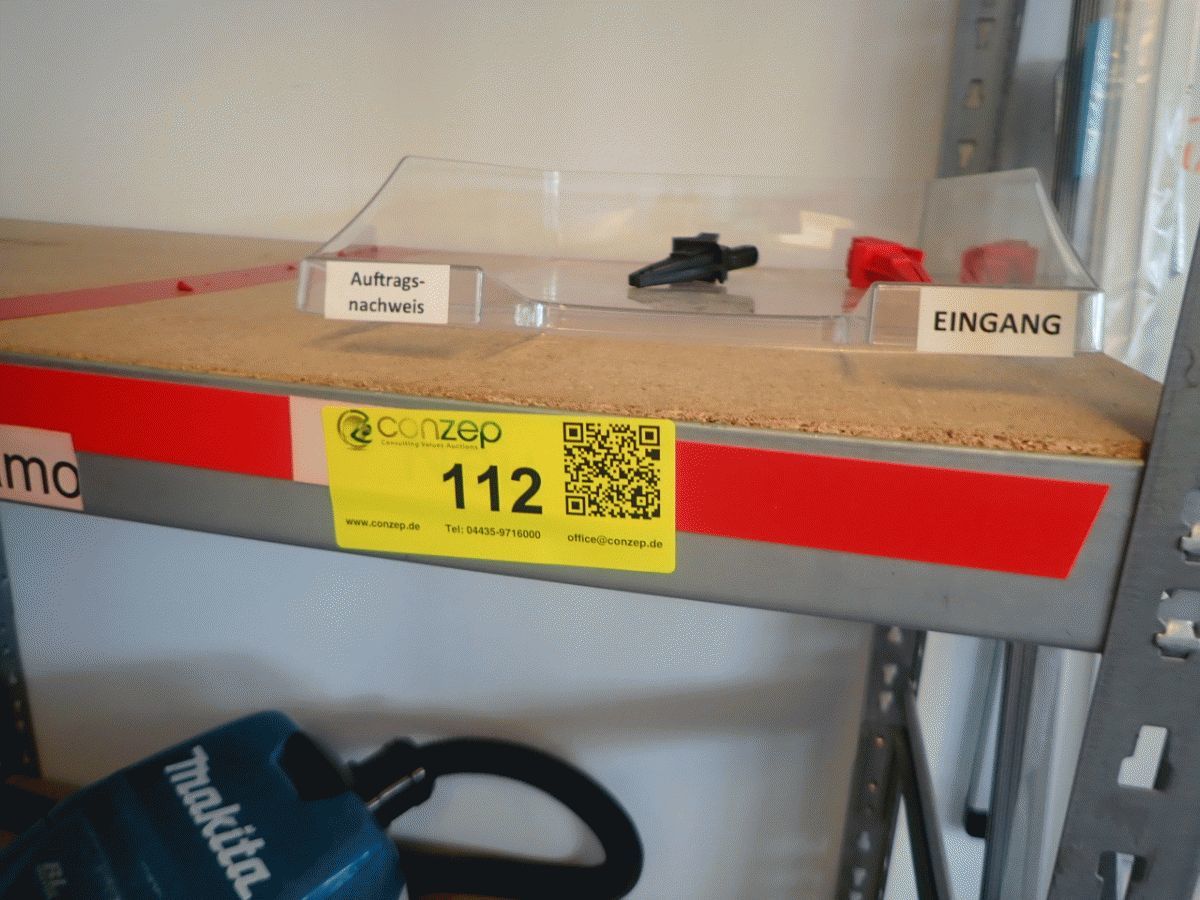 Auftrags-
nachweis
EINGANG
conzep
Consulting Values Auctions
112
www.conzep.de
Tel: 04435-9716000
office@conzep.de
mo
makita